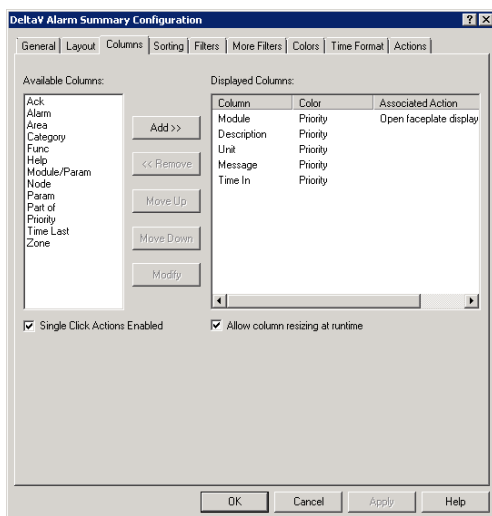 DeltaV Alarm Summary Configuration
General Layout Columns Sorting Filters More Filters Colors Time Format Actions
Available Columns:
Ack
Alarm
Area
Category
Func
Help
Module/Param
Node
Param
Part of
Priority
Time Last
Zone
Add >>
<< Remove
Move Up
Move Down
Modify
Displayed Columns:
Column Color Associated Action
Module Priority Open faceplate display
Description Priority
Unit Priority
Message Priority
Time In Priority
Single Click Actions Enabled
Allow column resizing at runtime
OK Cancel Apply Help